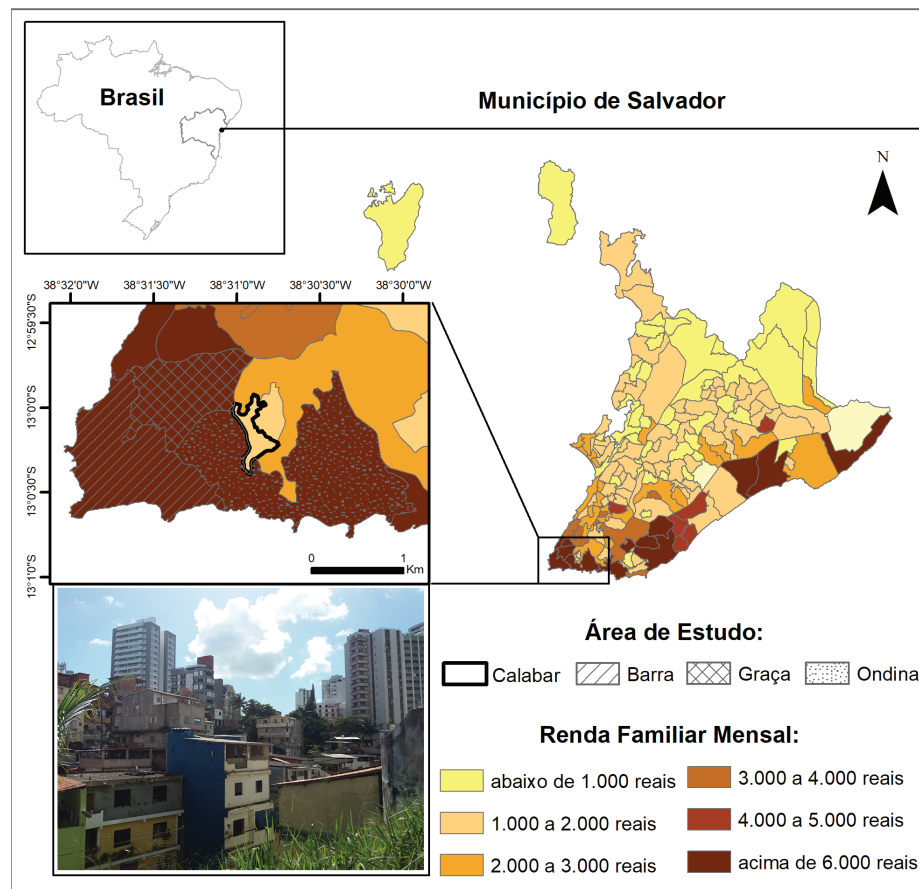 Brasil
Município de Salvador
N
38°32'0"W 38°31'30"W 38°31'0"W 38°30'30"W 38°30'0"W
12°59'30"S
13°0'0"S
13°0'30"S
13°1'0"S
0 1
Km
Área de Estudo:
Calabar Barra Graça Ondina
Renda Familiar Mensal:
abaixo de 1.000 reais 3.000 a 4.000 reais
1.000 a 2.000 reais 4.000 a 5.000 reais
2.000 a 3.000 reais acima de 6.000 reais